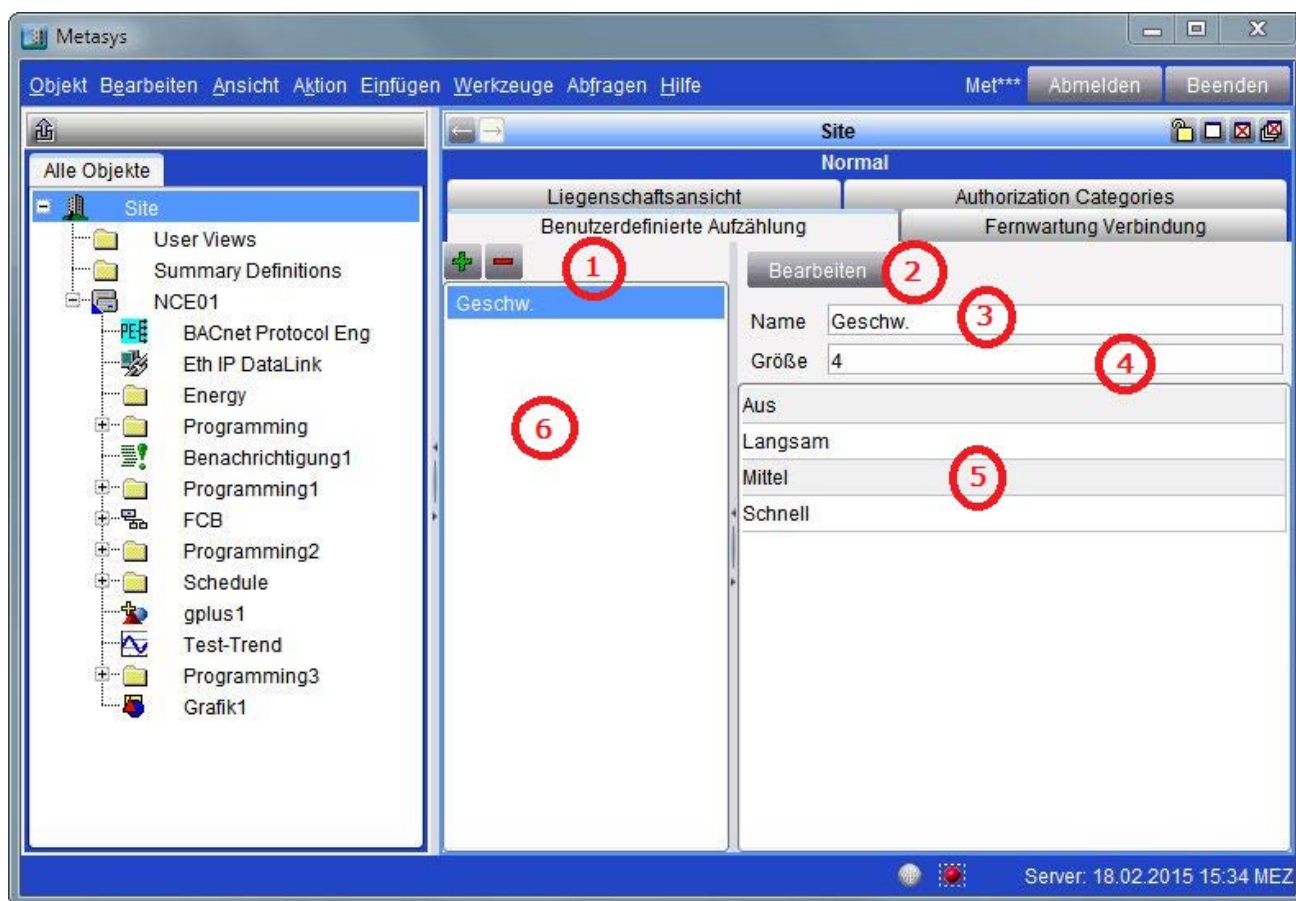 Metasys
Objekt Bearbeiten Ansicht Aktion Einfügen Werkzeuge Abfragen Hilfe Met*** Abmelden Beenden
Site
Alle Objekte
Normal
Liegenschaftsansicht Authorization Categories
Benutzerdefinierte Aufzählung Fernwartung Verbindung
Site
User Views
Summary Definitions
NCE01
BACnet Protocol Eng
Eth IP DataLink
Energy
Programming
Benachrichtigung1
Programming1
FCB
Programming2
Schedule
gplus1
Test-Trend
Programming3
Grafik1
1
Geschw.
6
Bearbeiten 2
Name Geschw. 3
Größe 4 4
Aus
Langsam
Mittel 5
Schnell
Server: 18.02.2015 15:34 MEZ